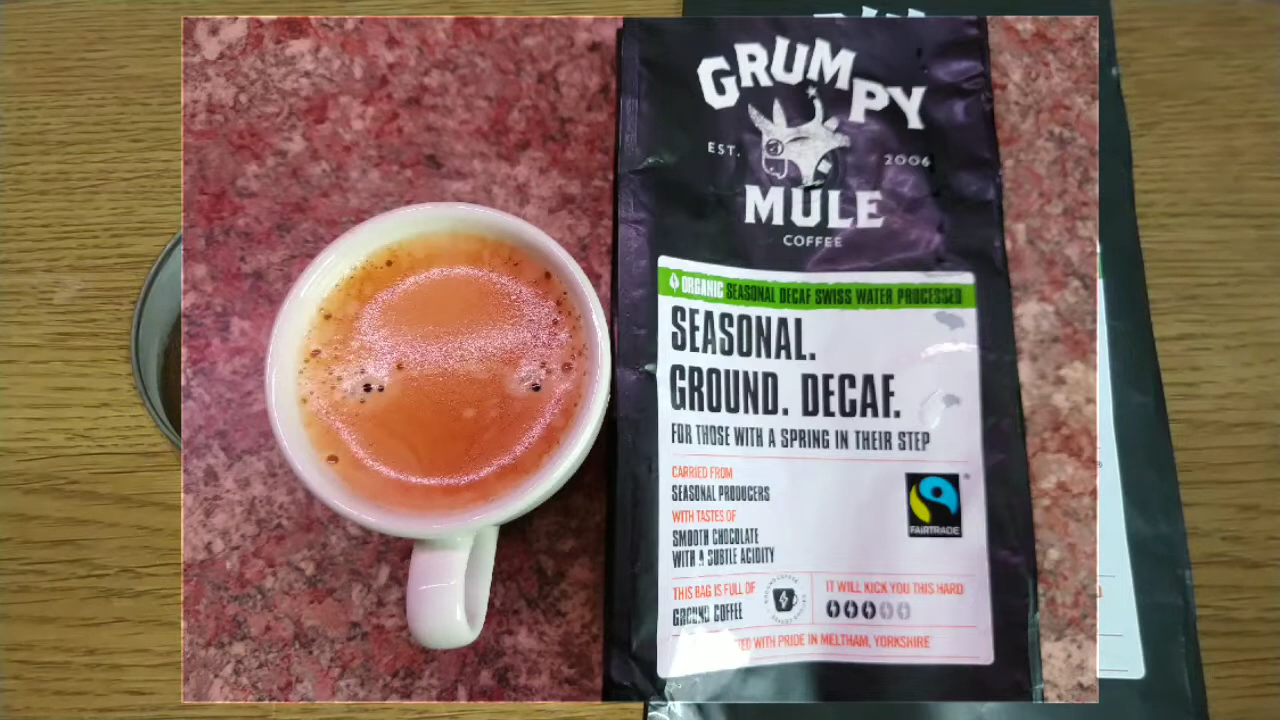 GRUMPY
EST. 2006
MULE
COFFEE
ORGANIC SEASONAL DECAF SWISS WATER PROCESSED
SEASONAL.
GROUND. DECAF.
FOR THOSE WITH A SPRING IN THEIR STEP
CARRIED FROM
SEASONAL PRODUCERS
WITH TASTES OF
SMOOTH CHOCOLATE
WITH A SUBTLE ACIDITY
FAIRTRADE
THIS BAG IS FULL OF
GROUND COFFEE
IT WILL KICK YOU THIS HARD
WITH PRIDE IN MELTHAM, YORKSHIRE